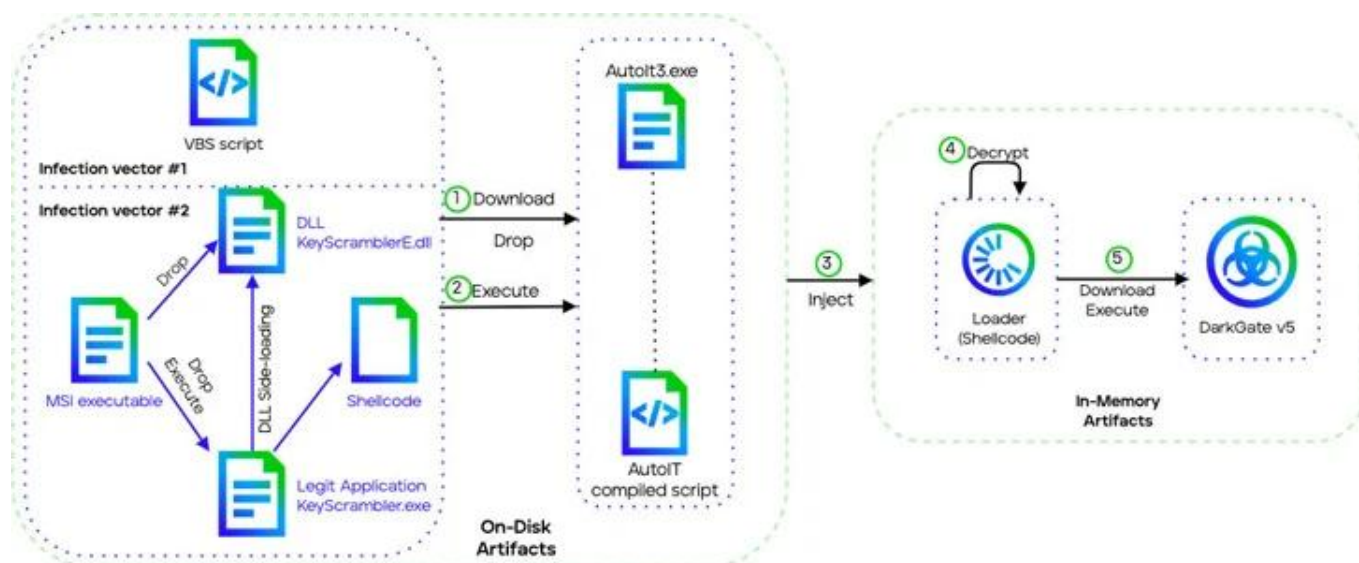 VBS script
Infection vector #1
Infection vector #2
DLL
KeyScramblerE.dll
Drop
Drop
Execute
DLL Side-loading
MSI executable
Shellcode
Legit Application
KeyScrambler.exe
1 Download
Drop
2 Execute
AutoIt3.exe
AutoIT
compiled script
On-Disk
Artifacts
3
Inject
4 Decrypt
Loader
(Shellcode)
5
Download
Execute
DarkGate v5
In-Memory
Artifacts